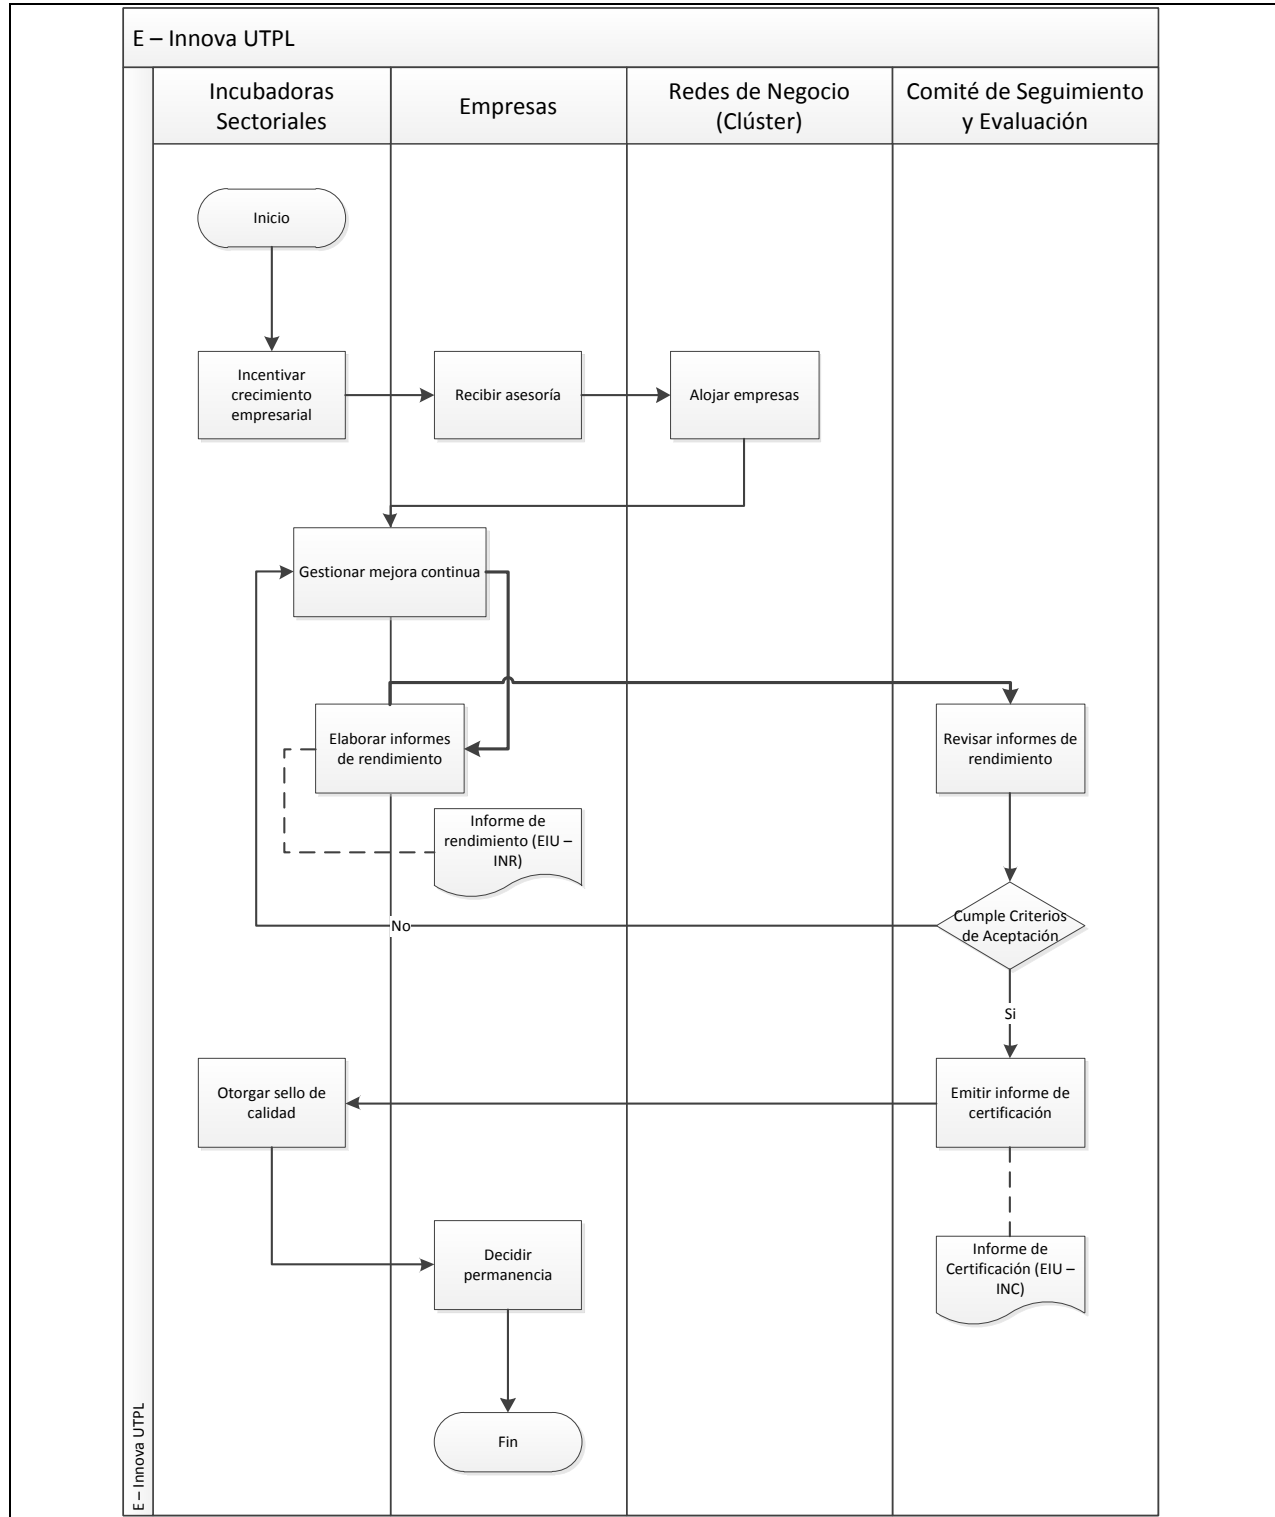 E – Innova UTPL
Incubadoras
Sectoriales
Empresas
Redes de Negocio
(Clúster)
Comité de Seguimiento
y Evaluación
Inicio
Incentivar
crecimiento
empresarial
Recibir asesoría
Alojar empresas
Gestionar mejora continua
Elaborar informes
de rendimiento
Revisar informes de
rendimiento
Informe de
rendimiento (EIU –
INR)
Cumple Criterios
de Aceptación
No
Si
Otorgar sello de
calidad
Emitir informe de
certificación
Decidir
permanencia
Informe de
Certificación (EIU –
INC)
Fin
E – Innova UTPL